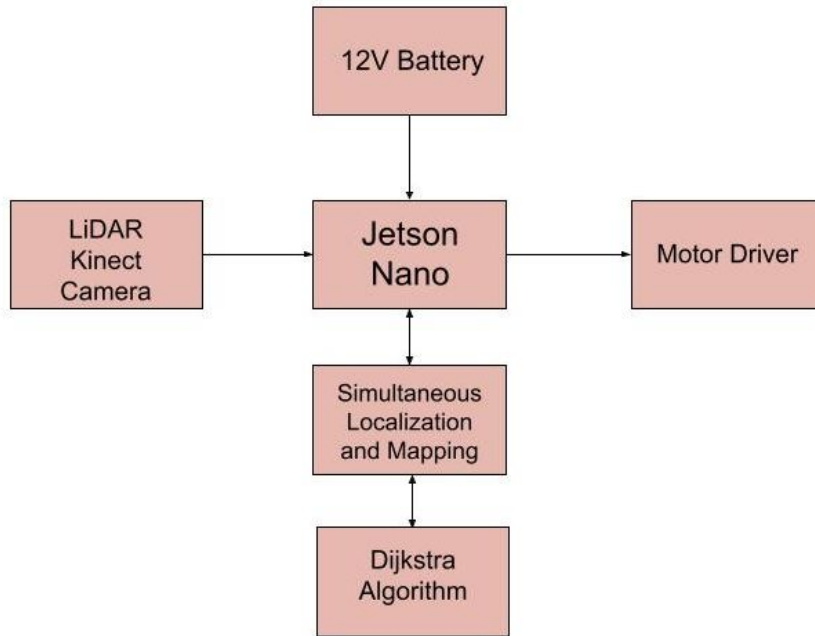 12V Battery
LiDAR
Kinect
Camera
Jetson
Nano
Motor Driver
Simultaneous
Localization
and Mapping
Dijkstra
Algorithm